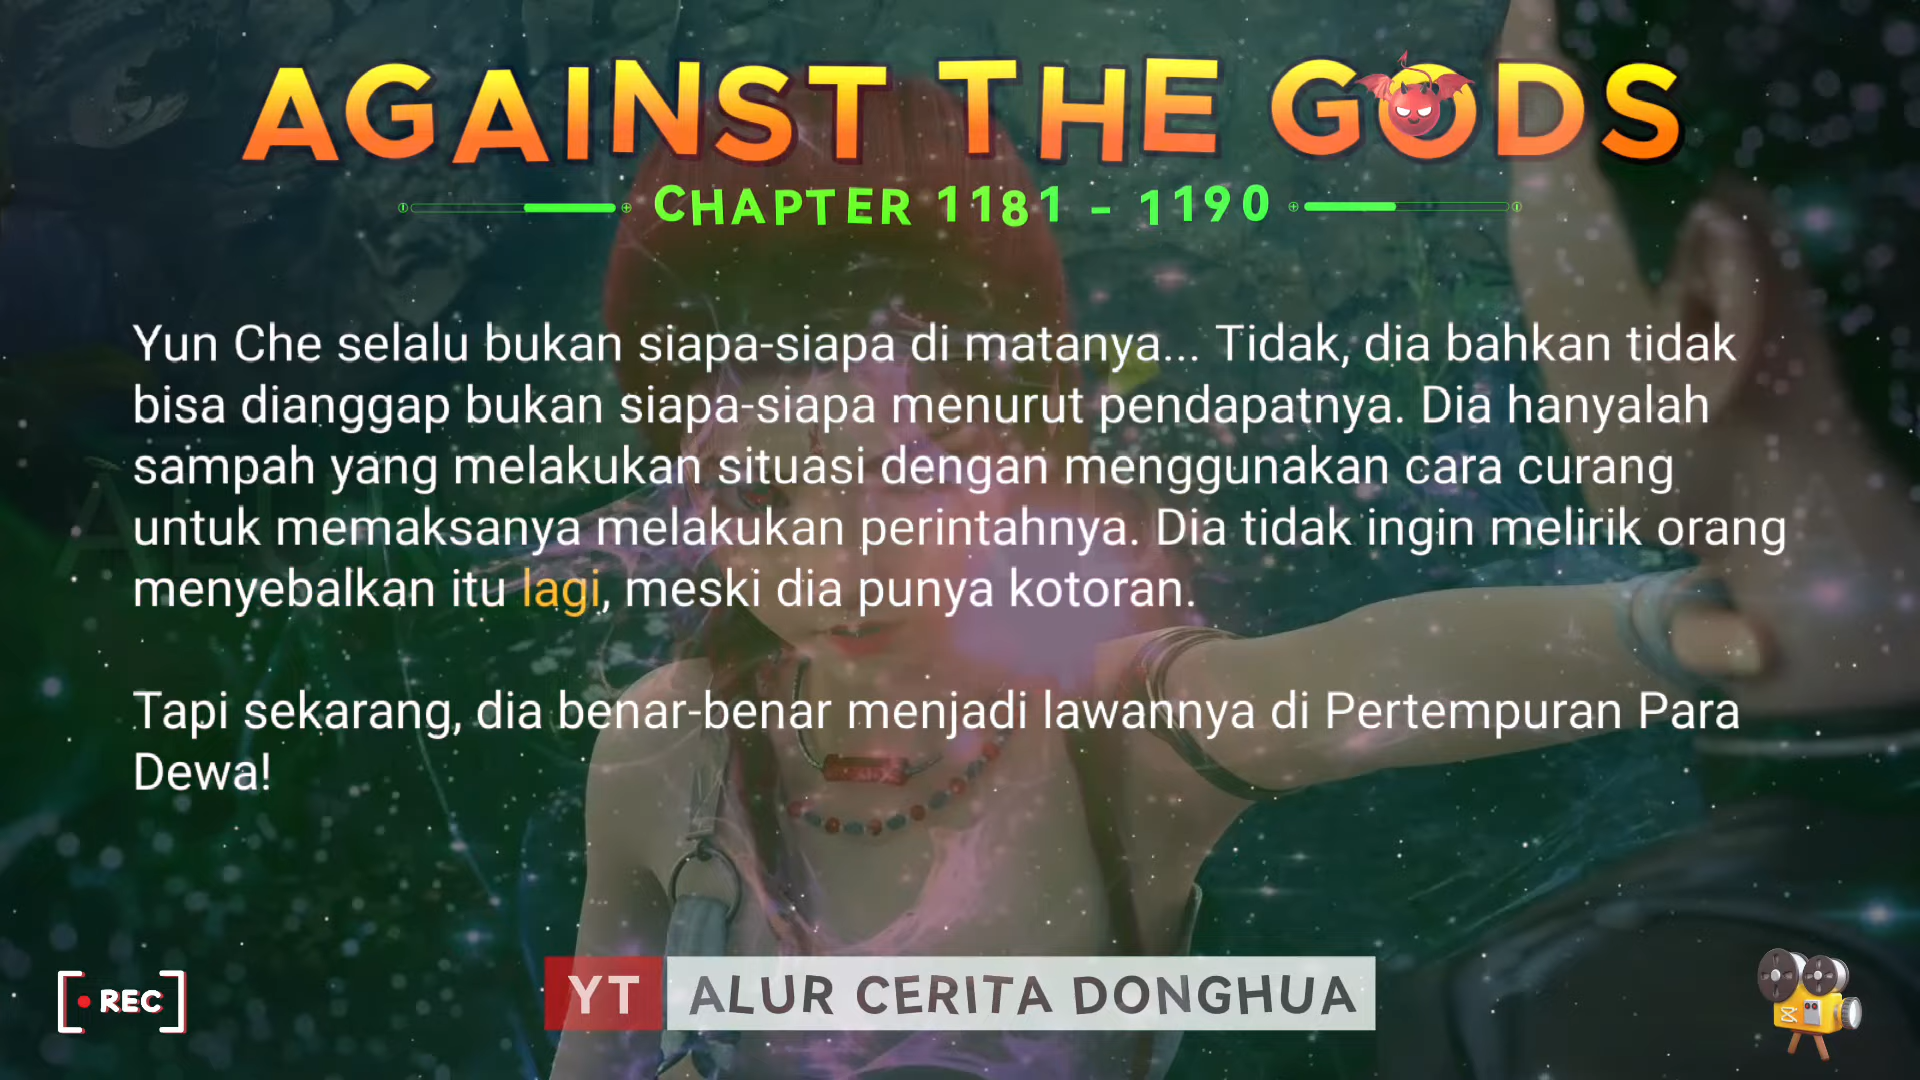 AGAINST THE GODS
CHAPTER 1181 - 1190
Yun Che selalu bukan siapa-siapa di matanya... Tidak, dia bahkan tidak
bisa dianggap bukan siapa-siapa menurut pendapatnya. Dia hanyalah
sampah yang melakukan situasi dengan menggunakan cara curang
untuk memaksanya melakukan perintahnya. Dia tidak ingin melirik orang
menyebalkan itu lagi, meski dia punya kotoran.
Tapi sekarang, dia benar-benar menjadi lawannya di Pertempuran Para
Dewa!
REC
YT ALUR CERITA DONGHUA